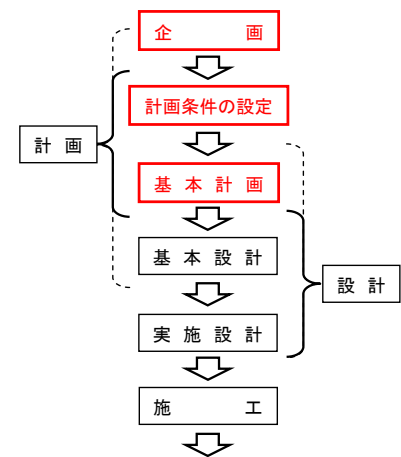 企　画
計画条件の設定
計 画
基 本 計 画
基 本 設 計
設 計
実 施 設 計
施　工